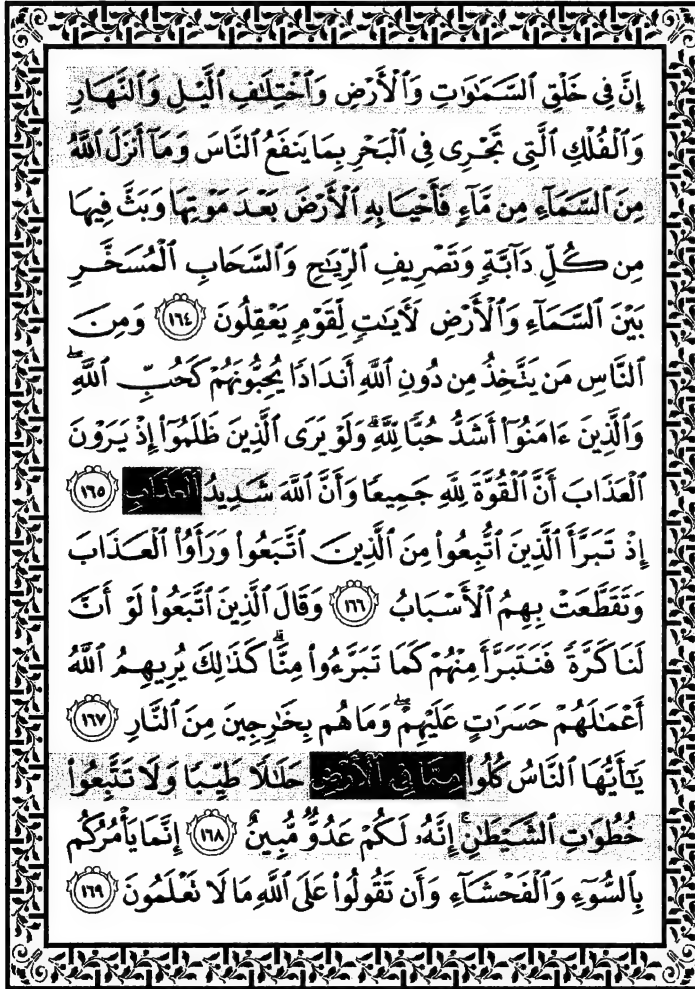 إِنَّ فِى خَلْقِ ٱلسَّمَٰوَٰتِ وَٱلْأَرْضِ وَٱخْتِلَٰفِ ٱلَّيْلِ وَٱلنَّهَارِ
وَٱلْفُلْكِ ٱلَّتِى تَجْرِى فِى ٱلْبَحْرِ بِمَا يَنفَعُ ٱلنَّاسَ وَمَآ أَنزَلَ ٱللَّهُ
مِنَ ٱلسَّمَآءِ مِن مَّآءٍ فَأَحْيَا بِهِ ٱلْأَرْضَ بَعْدَ مَوْتِهَا وَبَثَّ فِيهَا
مِن كُلِّ دَآبَّةٍ وَتَصْرِيفِ ٱلرِّيَٰحِ وَٱلسَّحَابِ ٱلْمُسَخَّرِ
بَيْنَ ٱلسَّمَآءِ وَٱلْأَرْضِ لَءَايَٰتٍ لِّقَوْمٍ يَعْقِلُونَ ١٦٤ وَمِنَ
ٱلنَّاسِ مَن يَتَّخِذُ مِن دُونِ ٱللَّهِ أَندَادًا يُحِبُّونَهُمْ كَحُبِّ ٱللَّهِ ۖ
وَٱلَّذِينَ ءَامَنُوٓا۟ أَشَدُّ حُبًّا لِّلَّهِ ۗ وَلَوْ يَرَى ٱلَّذِينَ ظَلَمُوٓا۟ إِذْ يَرَوْنَ
ٱلْعَذَابَ أَنَّ ٱلْقُوَّةَ لِلَّهِ جَمِيعًا وَأَنَّ ٱللَّهَ شَدِيدُ ٱلْعَذَابِ ١٦٥
إِذْ تَبَرَّأَ ٱلَّذِينَ ٱتُّبِعُوا۟ مِنَ ٱلَّذِينَ ٱتَّبَعُوا۟ وَرَأَوُا۟ ٱلْعَذَابَ
وَتَقَطَّعَتْ بِهِمُ ٱلْأَسْبَابُ ١٦٦ وَقَالَ ٱلَّذِينَ ٱتَّبَعُوا۟ لَوْ أَنَّ
لَنَا كَرَّةً فَنَتَبَرَّأَ مِنْهُمْ كَمَا تَبَرَّءُوا۟ مِنَّا ۗ كَذَٰلِكَ يُرِيهِمُ ٱللَّهُ
أَعْمَٰلَهُمْ حَسَرَٰتٍ عَلَيْهِمْ ۖ وَمَا هُم بِخَٰرِجِينَ مِنَ ٱلنَّارِ ١٦٧
يَٰٓأَيُّهَا ٱلنَّاسُ كُلُوا۟ مِمَّا فِى ٱلْأَرْضِ حَلَٰلًا طَيِّبًا وَلَا تَتَّبِعُوا۟
خُطُوَٰتِ ٱلشَّيْطَٰنِ ۚ إِنَّهُۥ لَكُمْ عَدُوٌّ مُّبِينٌ ١٦٨ إِنَّمَا يَأْمُرُكُم
بِٱلسُّوٓءِ وَٱلْفَحْشَآءِ وَأَن تَقُولُوا۟ عَلَى ٱللَّهِ مَا لَا تَعْلَمُونَ ١٦٩